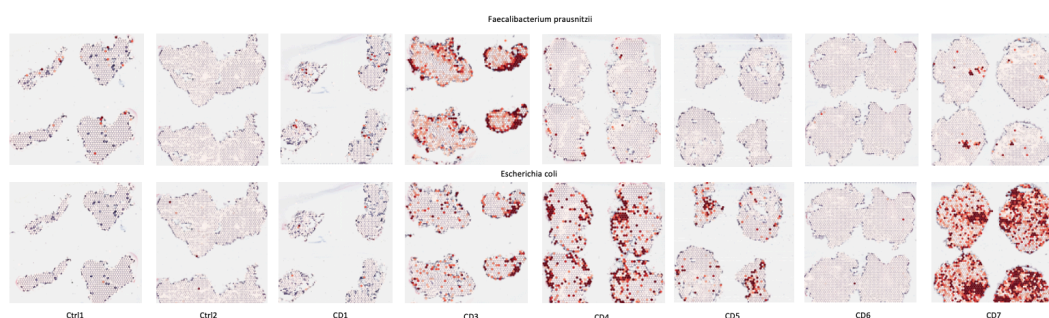 Faecalibacterium prausnitzii
Escherichia coli
Ctrl1 Ctrl2 CD1 CD3 CD4 CD5 CD6 CD7